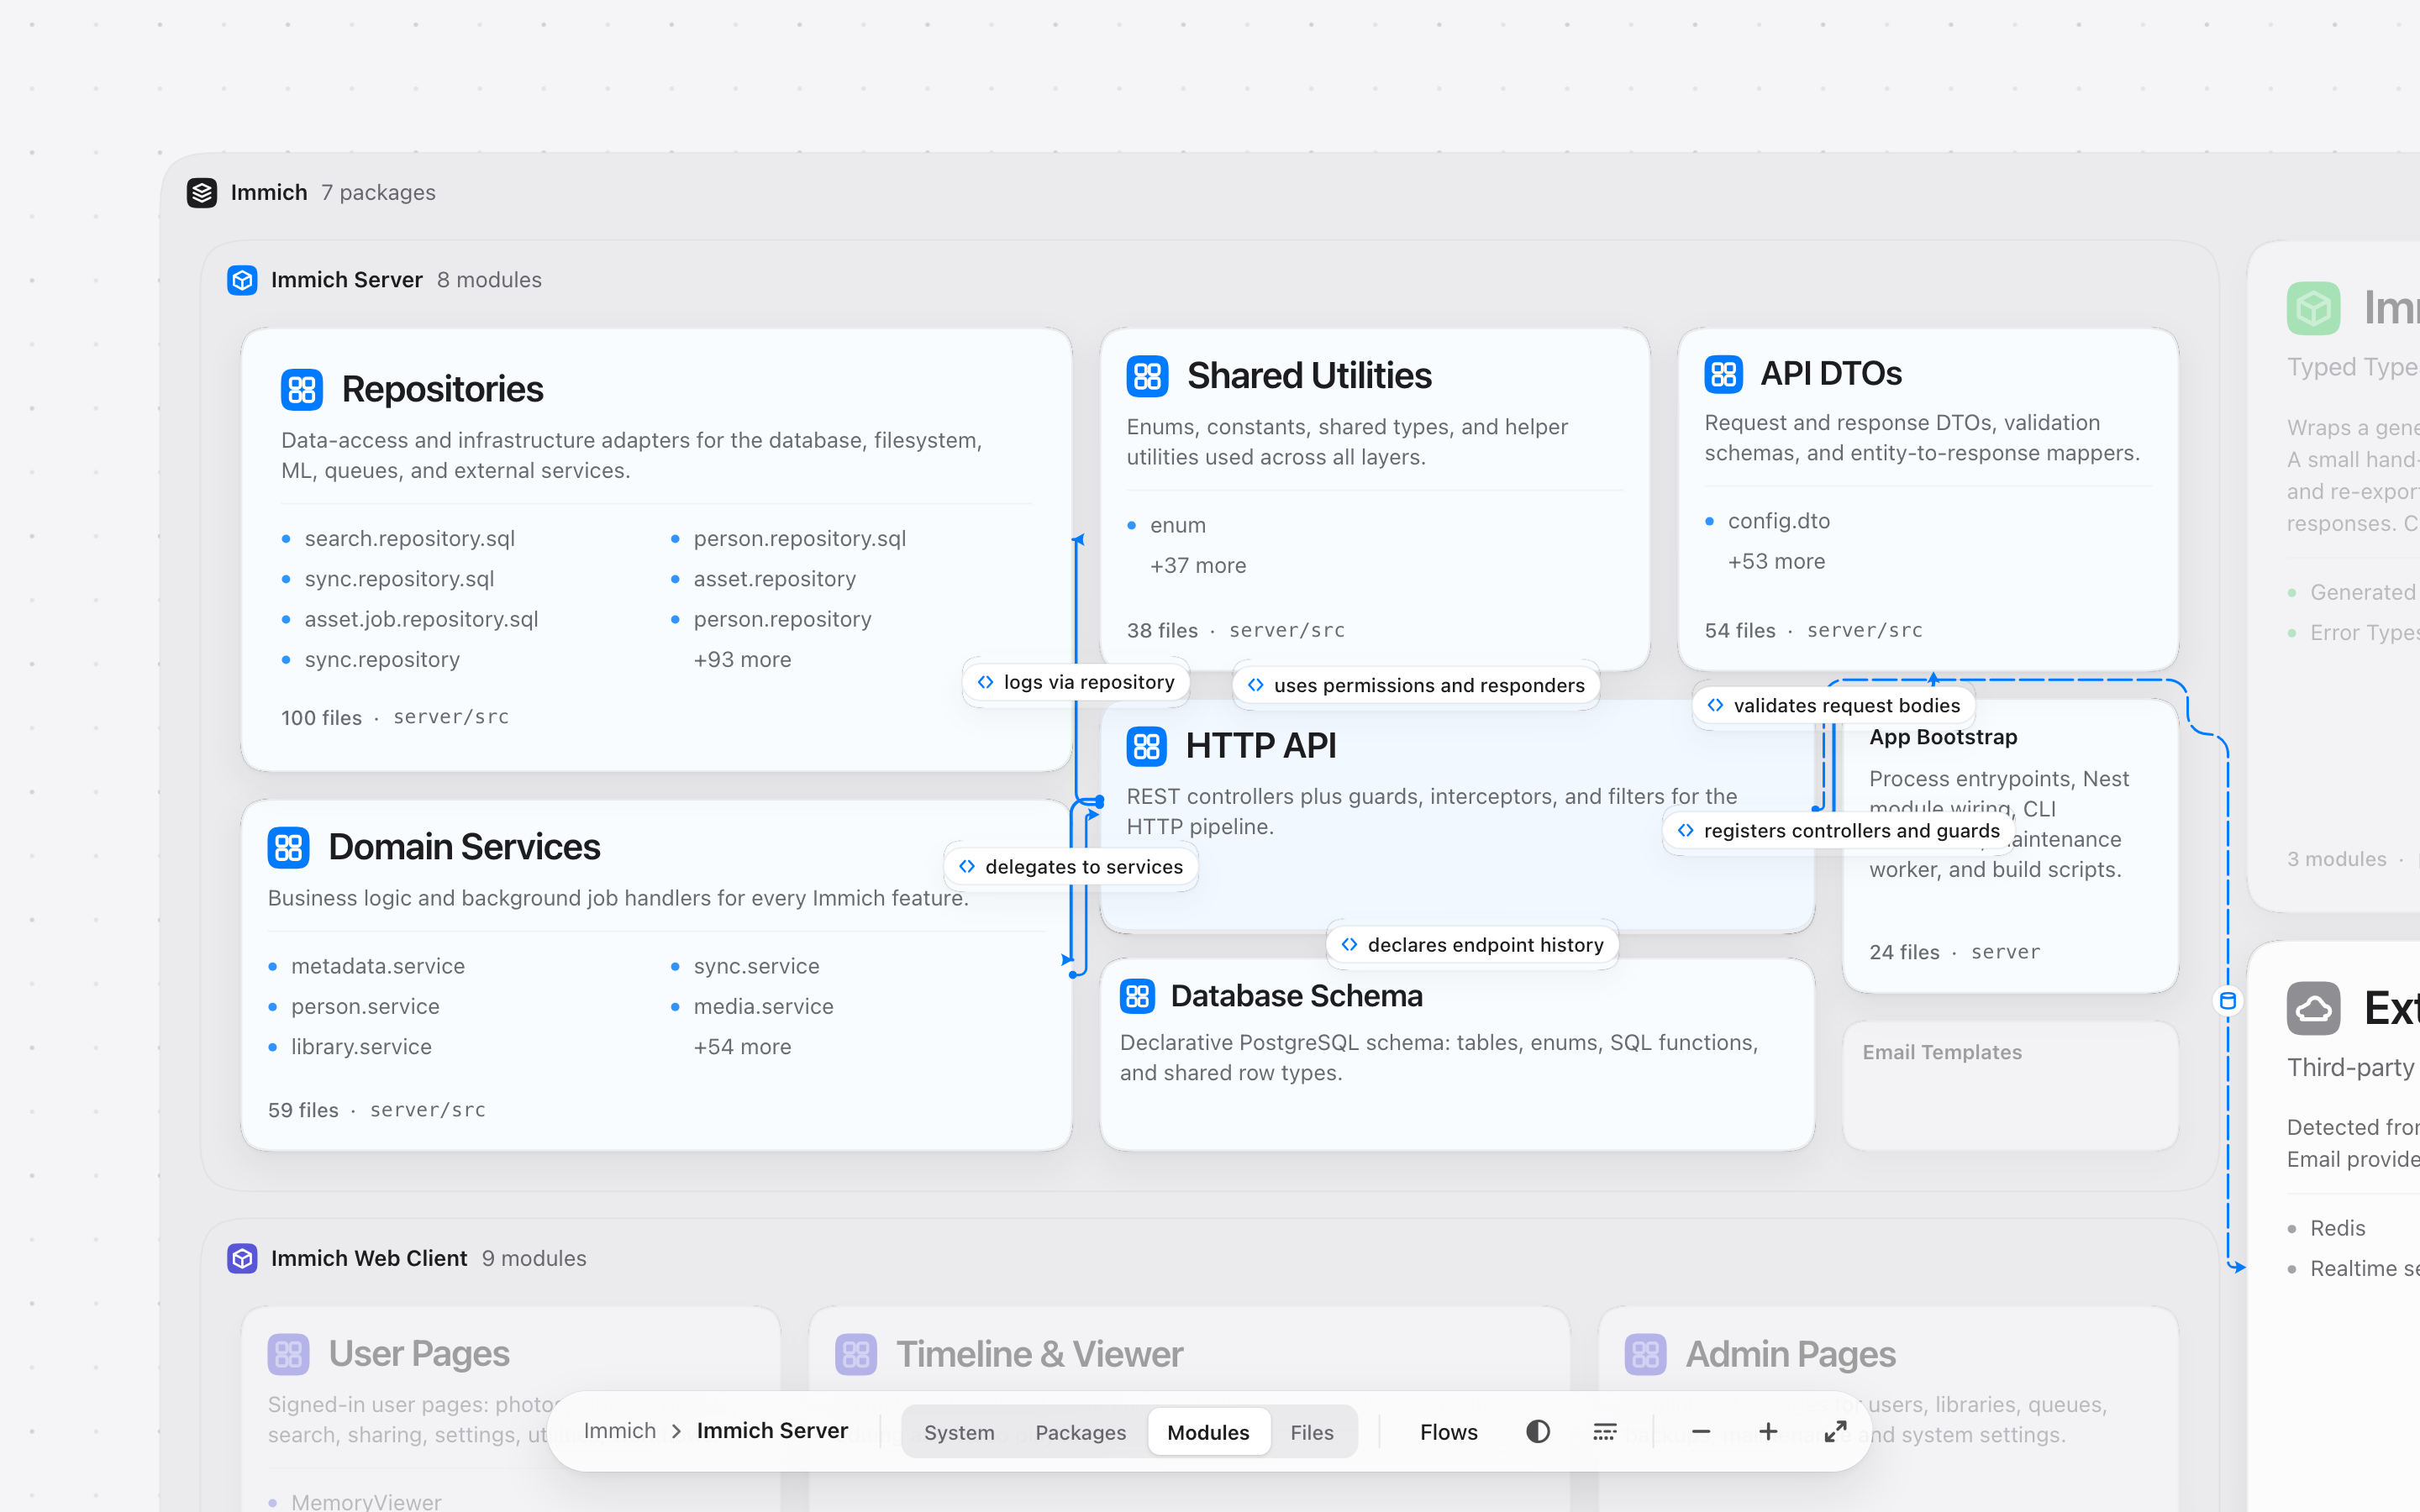 Immich 7 packages
Immich Server 8 modules
Repositories
Data-access and infrastructure adapters for the database, filesystem,
ML, queues, and external services.
search.repository.sql
sync.repository.sql
asset.job.repository.sql
sync.repository
person.repository.sql
asset.repository
person.repository
+93 more
100 files · server/src
Shared Utilities
Enums, constants, shared types, and helper
utilities used across all layers.
enum
+37 more
38 files · server/src
API DTOs
Request and response DTOs, validation
schemas, and entity-to-response mappers.
config.dto
+53 more
54 files · server/src
logs via repository
uses permissions and responders
validates request bodies
HTTP API
REST controllers plus guards, interceptors, and filters for the
HTTP pipeline.
App Bootstrap
Process entrypoints, Nest
module wiring, CLI
worker, and build scripts.
24 files · server
registers controllers and guards
delegates to services
declares endpoint history
Domain Services
Business logic and background job handlers for every Immich feature.
metadata.service
person.service
library.service
sync.service
media.service
+54 more
59 files · server/src
Database Schema
Declarative PostgreSQL schema: tables, enums, SQL functions,
and shared row types.
Email Templates
Typed Type
Wraps a gene
A small hand-
and re-expor
responses. C
Generated
Error Types
3 modules ·
Ext
Third-party
Detected from
Email provide
Redis
Realtime se
Immich Web Client 9 modules
User Pages
Signed-in user pages: photos
search, sharing, settings, ut
MemoryViewer
Timeline & Viewer
Admin Pages
users, libraries, queues,
and system settings.
Immich > Immich Server
System
Packages
Modules
Files
Flows